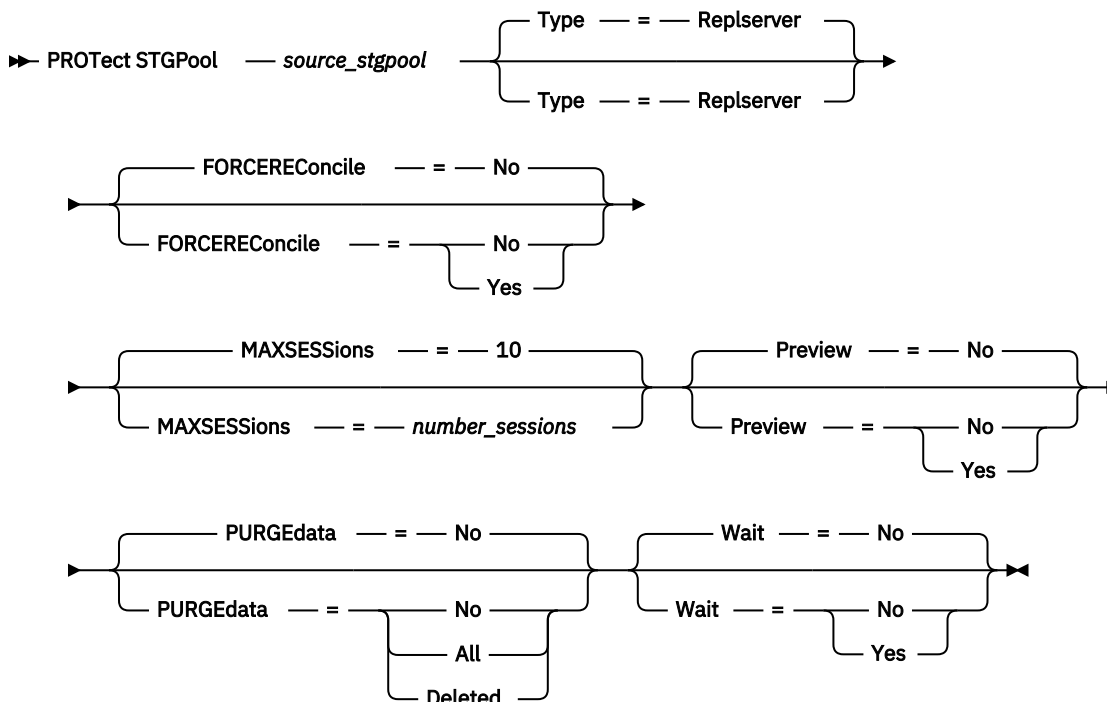 Type = Replserver
PROTect STGPool source_stgpool
Type = Replserver
FORCEREConcile = No
FORCEREConcile = No
Yes
MAXSESSions = 10 Preview = No
MAXSESSions = number_sessions Preview = No
Yes
PURGEdata = No Wait = No
PURGEdata = No Wait = No
All Yes
Deleted